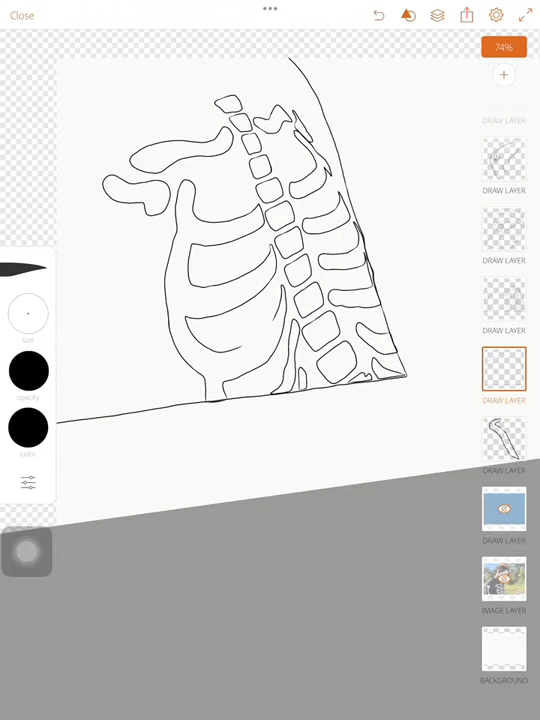 Close
74%
DRAW LAYER
DRAW LAYER
DRAW LAYER
DRAW LAYER
size
DRAW LAYER
opacity
color
DRAW LAYER
DRAW LAYER
IMAGE LAYER
BACKGROUND